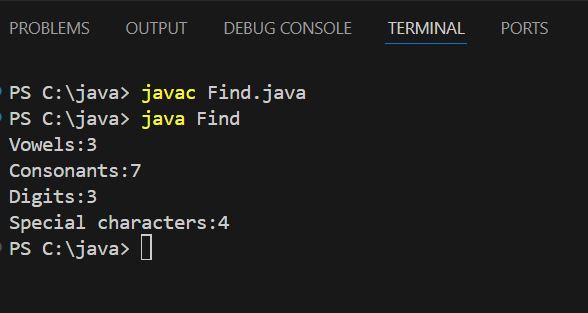 PROBLEMS OUTPUT DEBUG CONSOLE TERMINAL PORTS
PS C:\java> javac Find.java
PS C:\java> java Find
Vowels:3
Consonants:7
Digits:3
Special characters:4
PS C:\java>